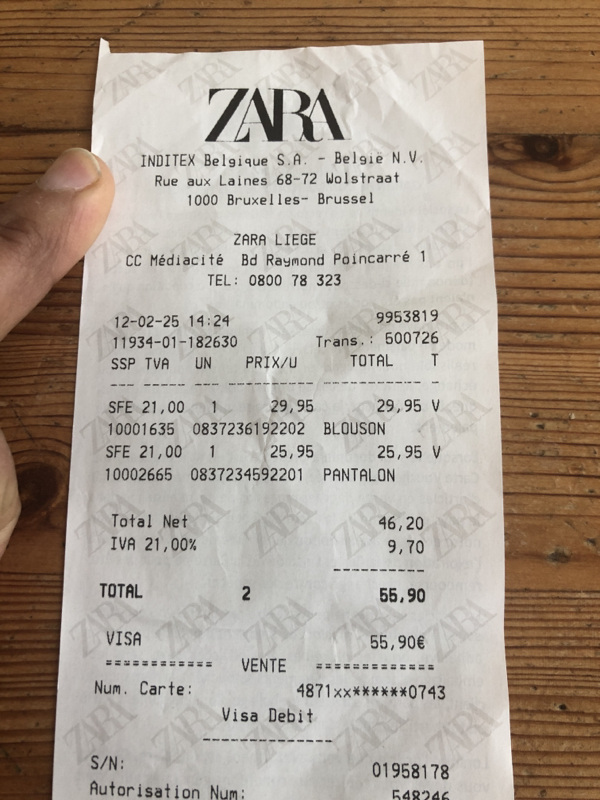 ZARA
INDITEX Belgique S.A. - België N.V.
Rue aux Laines 68-72 Wolstraat
1000 Bruxelles- Brussel
ZARA LIEGE
CC Médiacité Bd Raymond Poincarré 1
TEL: 0800 78 323
12-02-25 14:24 9953819
11934-01-182630 Trans.: 500726
SSP TVA UN PRIX/U TOTAL T
SFE 21,00 1 29,95 29,95 V
10001635 0837236192202 BLOUSON
SFE 21,00 1 25,95 25,95 V
10002665 0837234592201 PANTALON
Total Net 46,20
IVA 21,00% 9,70
TOTAL 2 55,90
VISA 55,90€
============ VENTE ==============
Num. Carte: 4871xx******0743
Visa Debit
S/N: 01958178
Autorisation Num: 548246